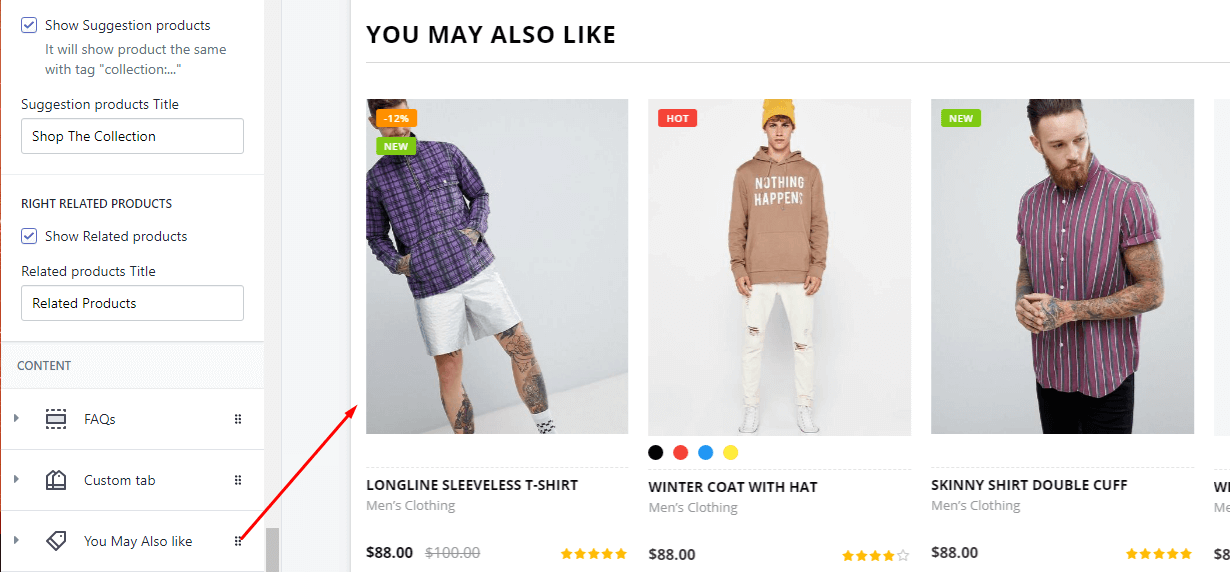 Show Suggestion products
It will show product the same
with tag "collection:..."
Suggestion products Title
Shop The Collection
RIGHT RELATED PRODUCTS
Show Related products
Related products Title
Related Products
CONTENT
FAQs
Custom tab
You May Also like
YOU MAY ALSO LIKE
-12%
NEW
LONGLINE SLEEVELESS T-SHIRT
Men's Clothing
$88.00 $100.00
HOT
NOTHING
HAPPENS
WINTER COAT WITH HAT
Men's Clothing
$88.00
NEW
SKINNY SHIRT DOUBLE CUFF
Men's Clothing
$88.00